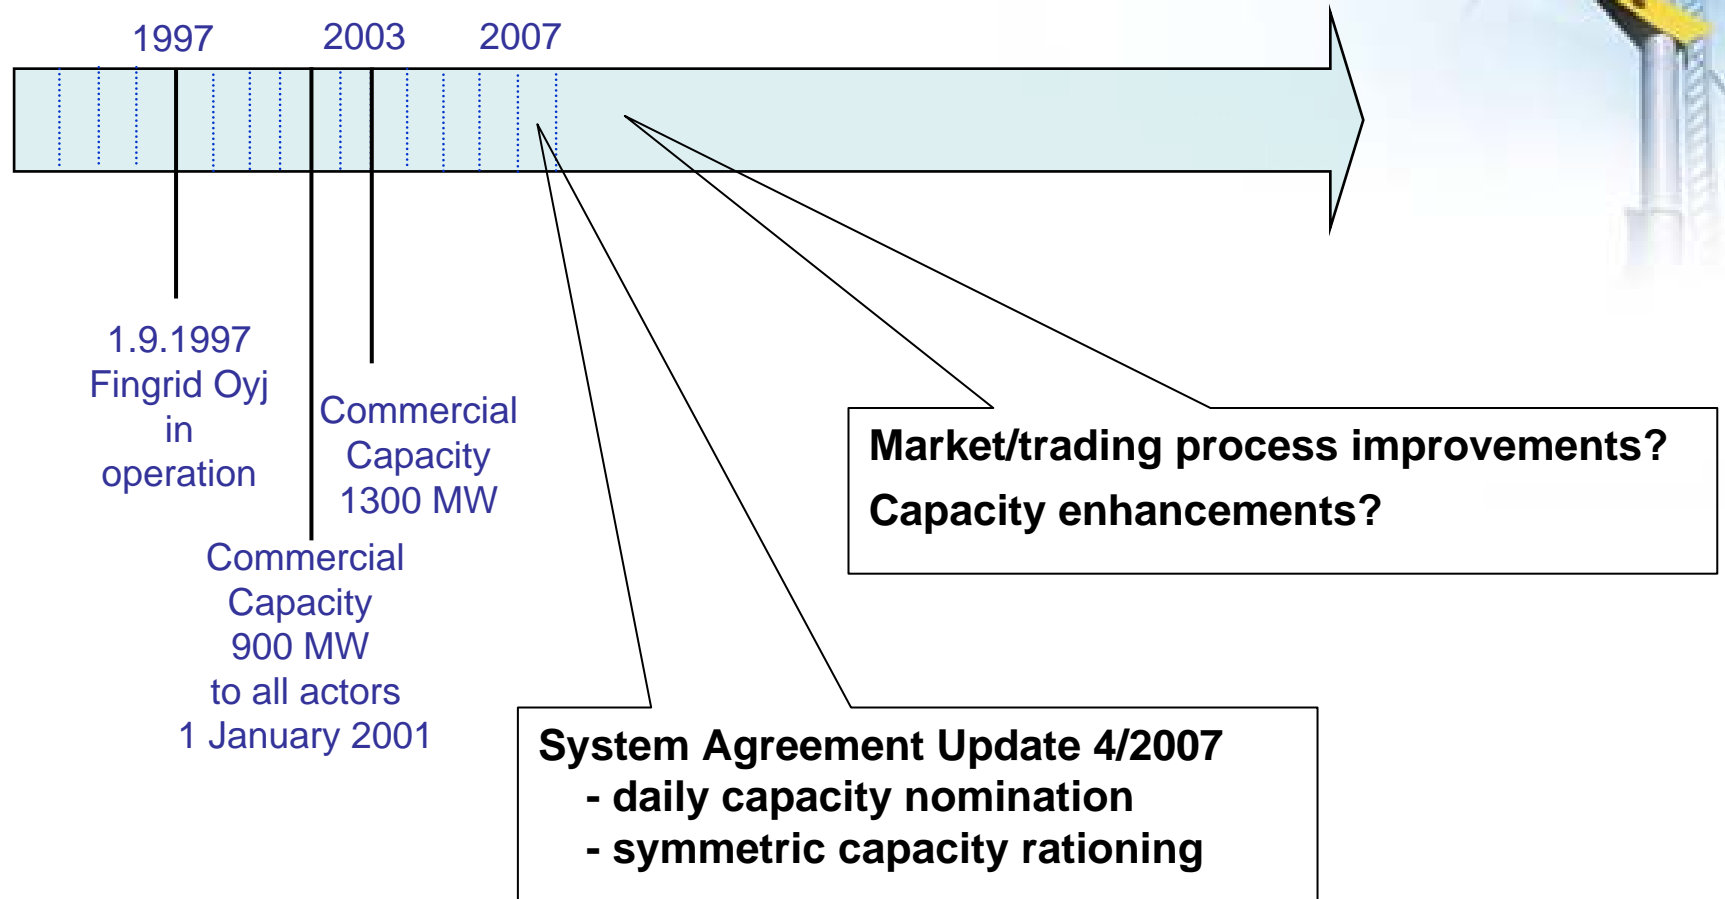 1997
2003
2007
1.9.1997
Fingrid Oyj
in
operation
Commercial
Capacity
1300 MW
Commercial
Capacity
900 MW
to all actors
1 January 2001
Market/trading process improvements?
Capacity enhancements?
System Agreement Update 4/2007
- daily capacity nomination
- symmetric capacity rationing